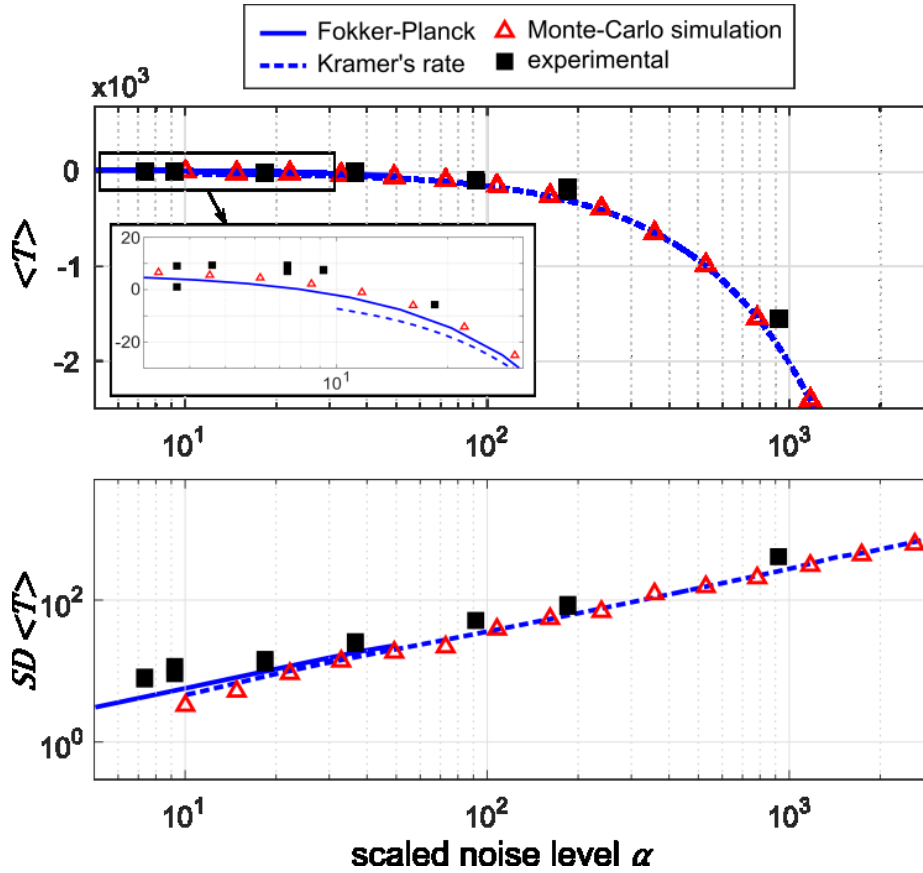 Fokker-Planck
Monte-Carlo simulation
Kramer's rate
experimental
x10³
0
-1
-2
<T>
20
0
-20
10¹
10¹
10²
10³
10²
10⁰
SD <T>
10¹
10²
10³
scaled noise level α